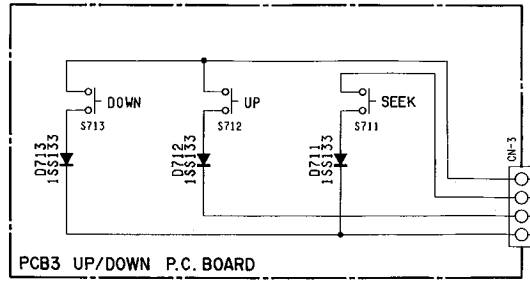 DOWN
UP
SEEK
S713
S712
S711
D713
1SS133
D712
1SS133
D711
1SS133
CN-3
PCB3 UP/DOWN P.C. BOARD